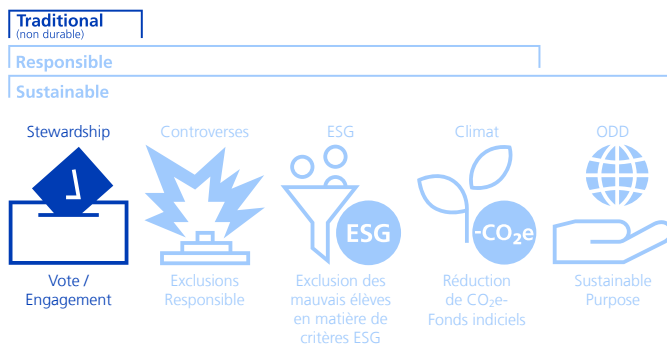 Traditional
(non durable)
Responsible
Sustainable
Stewardship
Controverses
ESG
Climat
ODD
ESG
-CO₂e
Vote /
Engagement
Exclusions
Responsible
Exclusion des
mauvais élèves
en matière de
critères ESG
Réduction
de CO₂e-
Fonds indiciels
Sustainable
Purpose